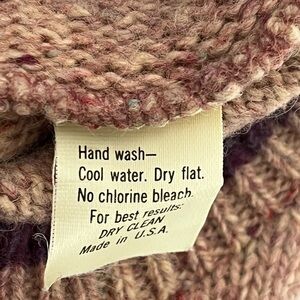 Hand wash—
Cool water. Dry flat.
No chlorine bleach.
For best results:
DRY CLEAN
Made in U.S.A.